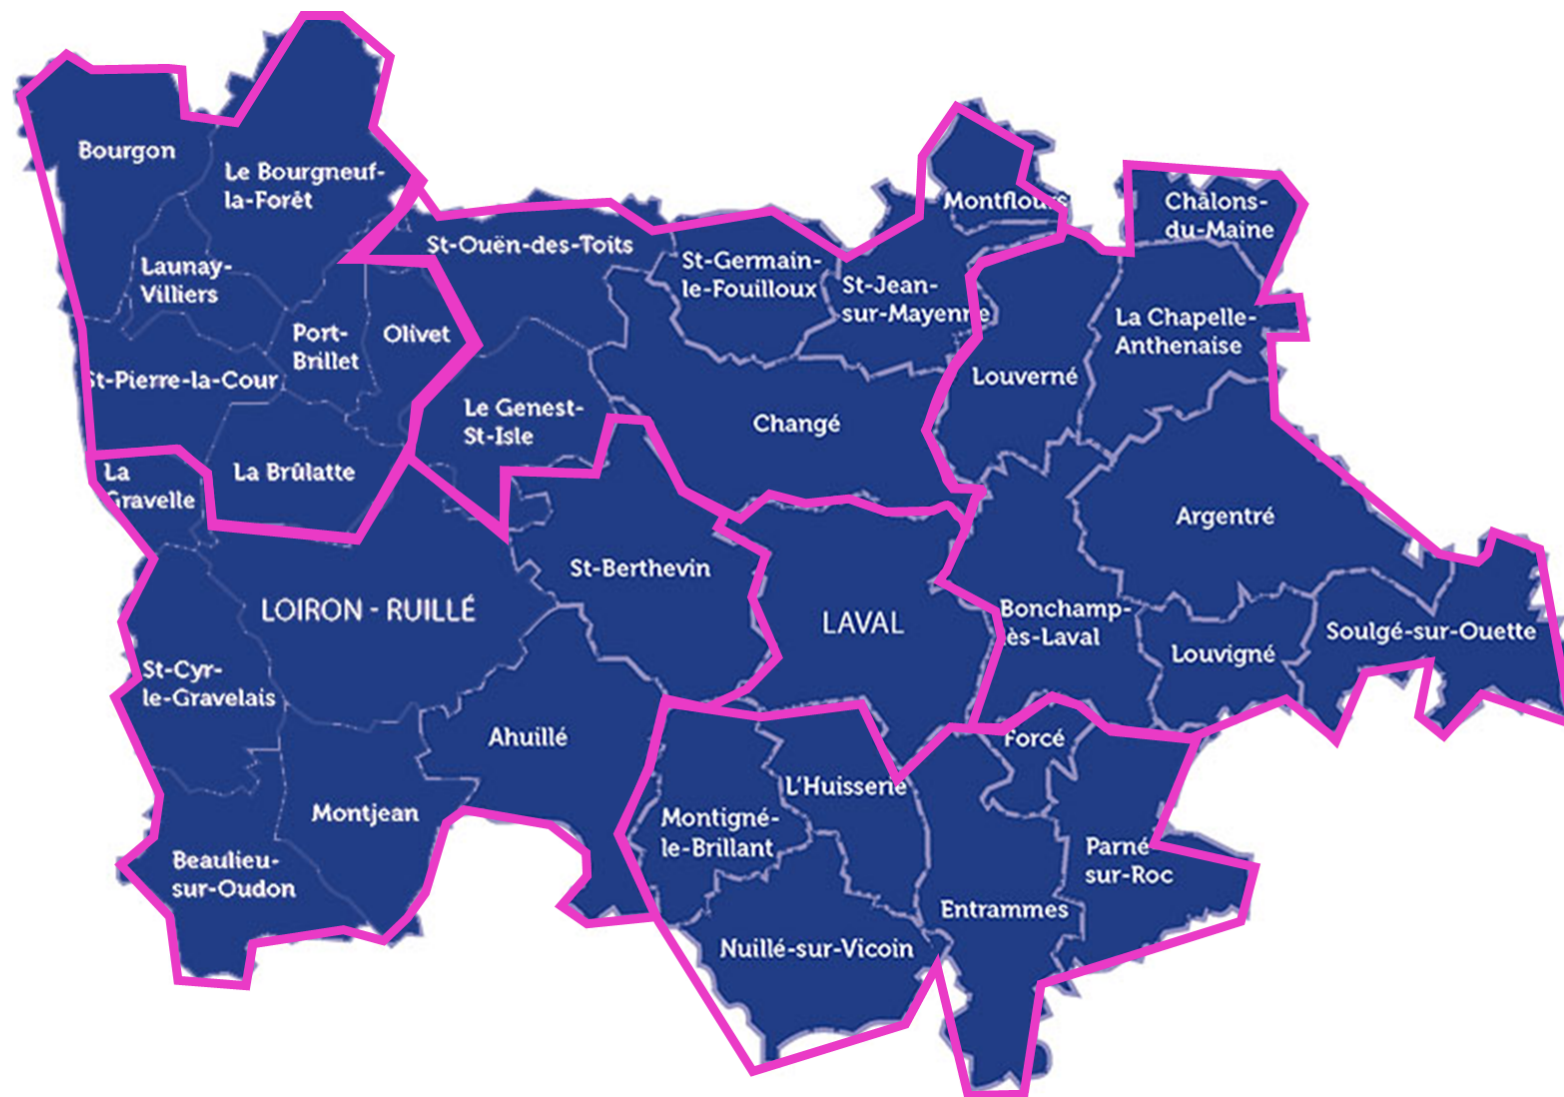 Bourgon
Le Bourgneuf-
la-Forêt
Launay-
Villiers
Port-
Brillet
Olivet
St-Pierre-la-Cour
La Brûlatte
La
Gravelle
St-Ouën-des-Toits
St-Germain-
le-Fouilloux
St-Jean-
sur-Mayenne
Montflours
Châlons-
du-Maine
La Chapelle-
Anthenaise
Louverné
Changé
Le Genest-
St-Isle
Argentré
St-Berthevin
LOIRON - RUILLÉ
LAVAL
Bonchamp-
lès-Laval
Louvigné
Soulgé-sur-Ouette
St-Cyr-
le-Gravelais
Ahuillé
Forcé
L'Huisserie
Montjean
Montigné-
le-Brillant
Beaulieu-
sur-Oudon
Parné
sur-Roc
Entrammes
Nuillé-sur-Vicoin